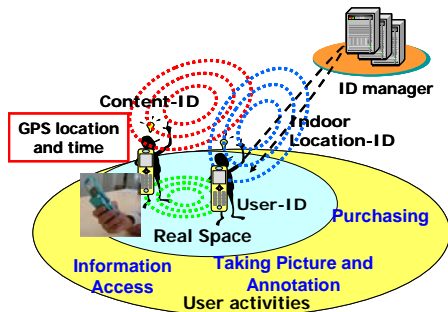 ID manager
Content-ID
GPS location
and time
Indoor
Location-ID
User-ID
Real Space
Purchasing
Information
Access
Taking Picture and
Annotation
User activities